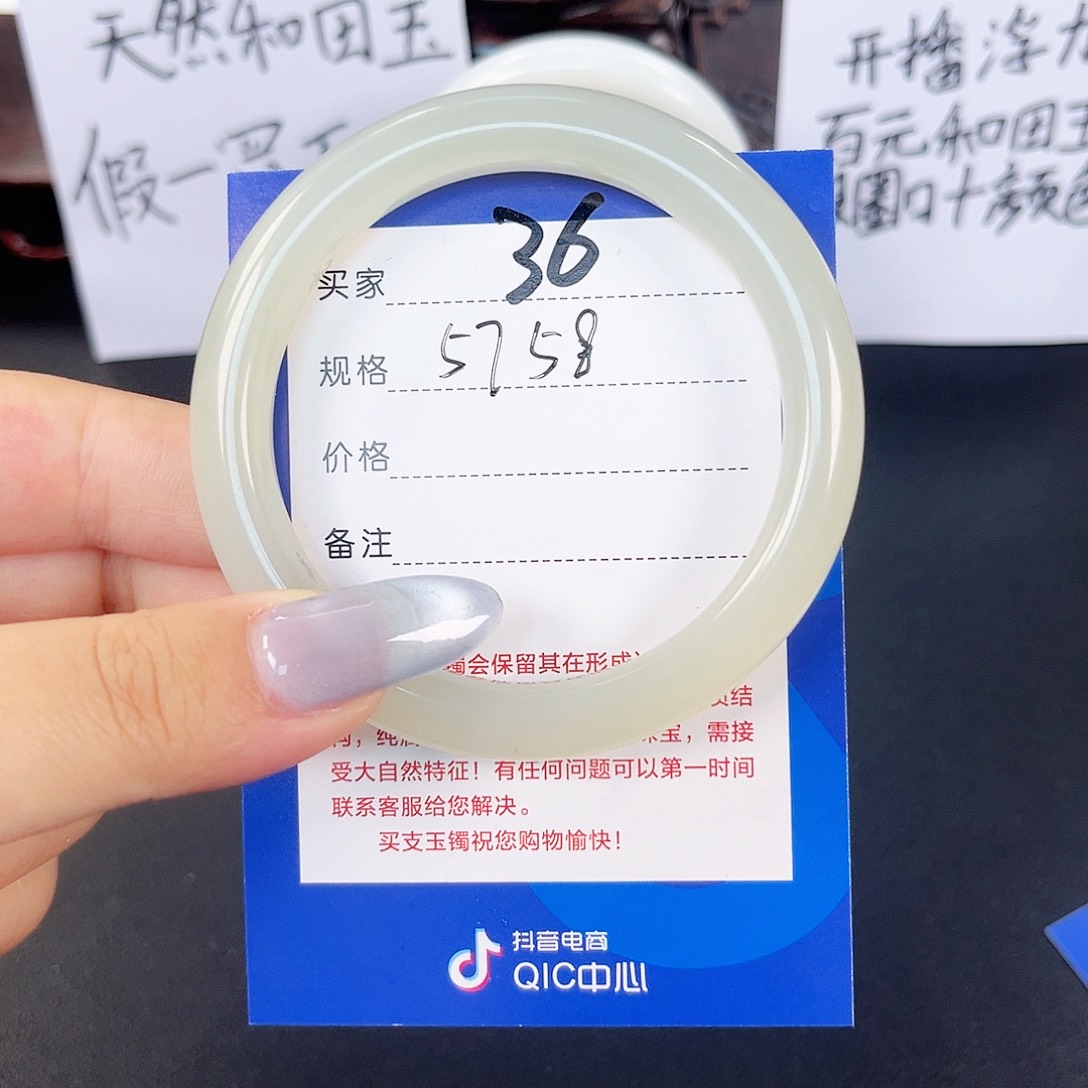 天然和田玉
假一罚
开播浮
百元和田玉
圈口+颜色
买家 36
规格 5758
价格
备注
镯会保留其在形成
结
,纯 珠宝,需接
受大自然特征!有任何问题可以第一时间
联系客服给您解决。
买支玉镯祝您购物愉快!
抖音电商
QIC中心